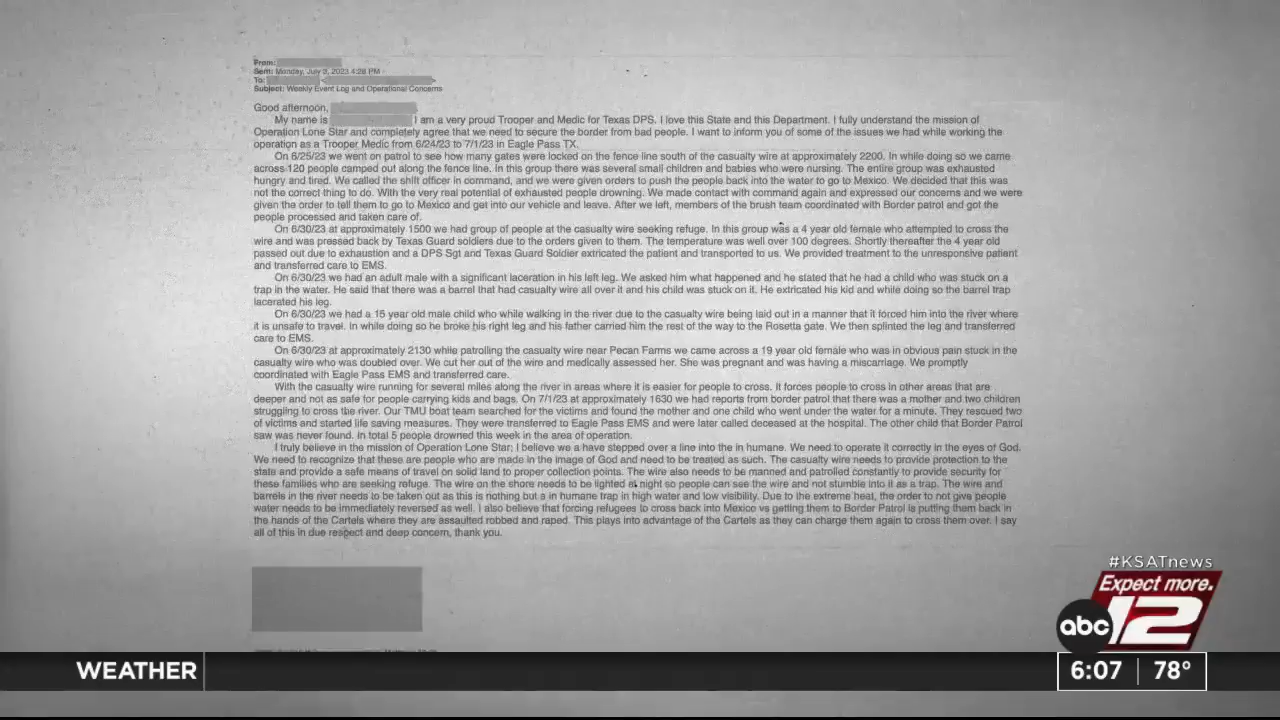 From:
Sent: Monday, July 3, 2023 4:28 PM
To:
Subject: Weekly Event Log and Operational Concerns
Good afternoon,
My name is I am a very proud Trooper and Medic for Texas DPS. I love this State and this Department. I fully understand the mission of
Operation Lone Star and completely agree that we need to secure the border from bad people. I want to inform you of some of the issues we had while working the
operation as a Trooper Medic from 6/24/23 to 7/1/23 in Eagle Pass TX.
On 6/25/23 we went on patrol to see how many gates were locked on the fence line south of the casualty wire at approximately 2200. In while doing so we came
across 120 people camped out along the fence line. In this group there was several small children and babies who were nursing. The entire group was exhausted
hungry and tired. We called the shift officer in command, and we were given orders to push the people back into the water to go to Mexico. We decided that this was
not the correct thing to do. With the very real potential of exhausted people drowning. We made contact with command again and expressed our concerns and we were
given the order to tell them to go to Mexico and get into our vehicle and leave. After we left, members of the brush team coordinated with Border patrol and got the
people processed and taken care of.
On 6/30/23 at approximately 1500 we had group of people at the casualty wire seeking refuge. In this group was a 4 year old female who attempted to cross the
wire and was pressed back by Texas Guard soldiers due to the orders given to them. The temperature was well over 100 degrees. Shortly thereafter the 4 year old
passed out due to exhaustion and a DPS Sgt and Texas Guard Soldier extricated the patient and transported to us. We provided treatment to the unresponsive patient
and transferred care to EMS.
On 6/30/23 we had an adult male with a significant laceration in his left leg. We asked him what happened and he stated that he had a child who was stuck on a
trap in the water. He said that there was a barrel that had casualty wire all over it and his child was stuck on it. He extricated his kid and while doing so the barrel trap
lacerated his leg.
On 6/30/23 we had a 15 year old male child who while walking in the river due to the casualty wire being laid out in a manner that it forced him into the river where
it is unsafe to travel. In while doing so he broke his right leg and his father carried him the rest of the way to the Rosetta gate. We then splinted the leg and transferred
care to EMS.
On 6/30/23 at approximately 2130 while patrolling the casualty wire near Pecan Farms we came across a 19 year old female who was in obvious pain stuck in the
casualty wire who was doubled over. We cut her out of the wire and medically assessed her. She was pregnant and was having a miscarriage. We promptly
coordinated with Eagle Pass EMS and transferred care.
With the casualty wire running for several miles along the river in areas where it is easier for people to cross. It forces people to cross in other areas that are
deeper and not as safe for people carrying kids and bags. On 7/1/23 at approximately 1630 we had reports from border patrol that there was a mother and two children
struggling to cross the river. Our TMU boat team searched for the victims and found the mother and one child who went under the water for a minute. They rescued two
of victims and started life saving measures. They were transferred to Eagle Pass EMS and were later called deceased at the hospital. The other child that Border Patrol
saw was never found. In total 5 people drowned this week in the area of operation.
I truly believe in the mission of Operation Lone Star; I believe we a have stepped over a line into the in humane. We need to operate it correctly in the eyes of God.
We need to recognize that these are people who are made in the image of God and need to be treated as such. The casualty wire needs to provide protection to the
state and provide a safe means of travel on solid land to proper collection points. The wire also needs to be manned and patrolled constantly to provide security for
these families who are seeking refuge. The wire on the shore needs to be lighted at night so people can see the wire and not stumble into it as a trap. The wire and
barrels in the river needs to be taken out as this is nothing but a in humane trap in high water and low visibility. Due to the extreme heat, the order to not give people
water needs to be immediately reversed as well. I also believe that forcing refugees to cross back into Mexico vs getting them to Border Patrol is putting them back in
the hands of the Cartels where they are assaulted robbed and raped. This plays into advantage of the Cartels as they can charge them again to cross them over. I say
all of this in due respect and deep concern, thank you.
#KSATnews
Expect more.
abc 12
WEATHER
6:07 78°